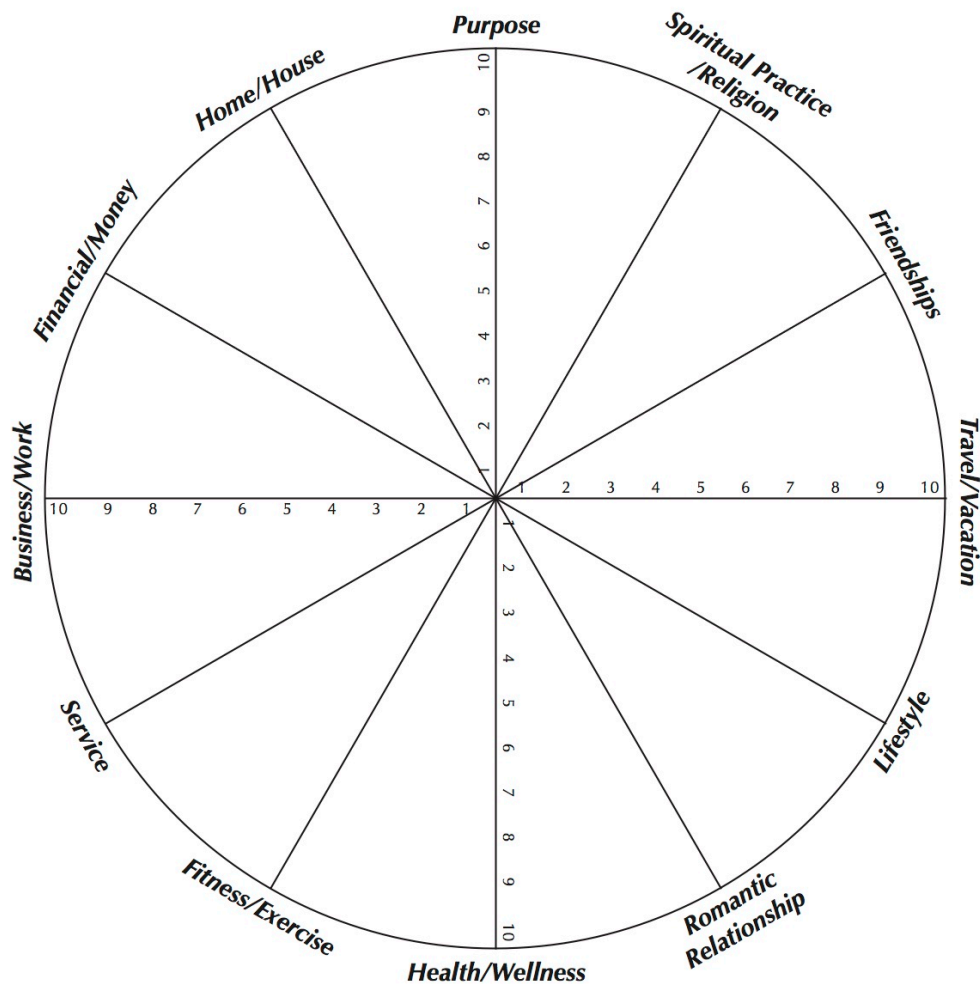 Purpose
Spiritual Practice
/Religion
Friendships
Travel/Vacation
Lifestyle
Romantic
Relationship
Health/Wellness
Fitness/Exercise
Service
Business/Work
Financial/Money
Home/House
10
9
8
7
6
5
4
3
2
1
1 2 3 4 5 6 7 8 9 10
10 9 8 7 6 5 4 3 2 1
1
2
3
4
5
6
7
8
9
10